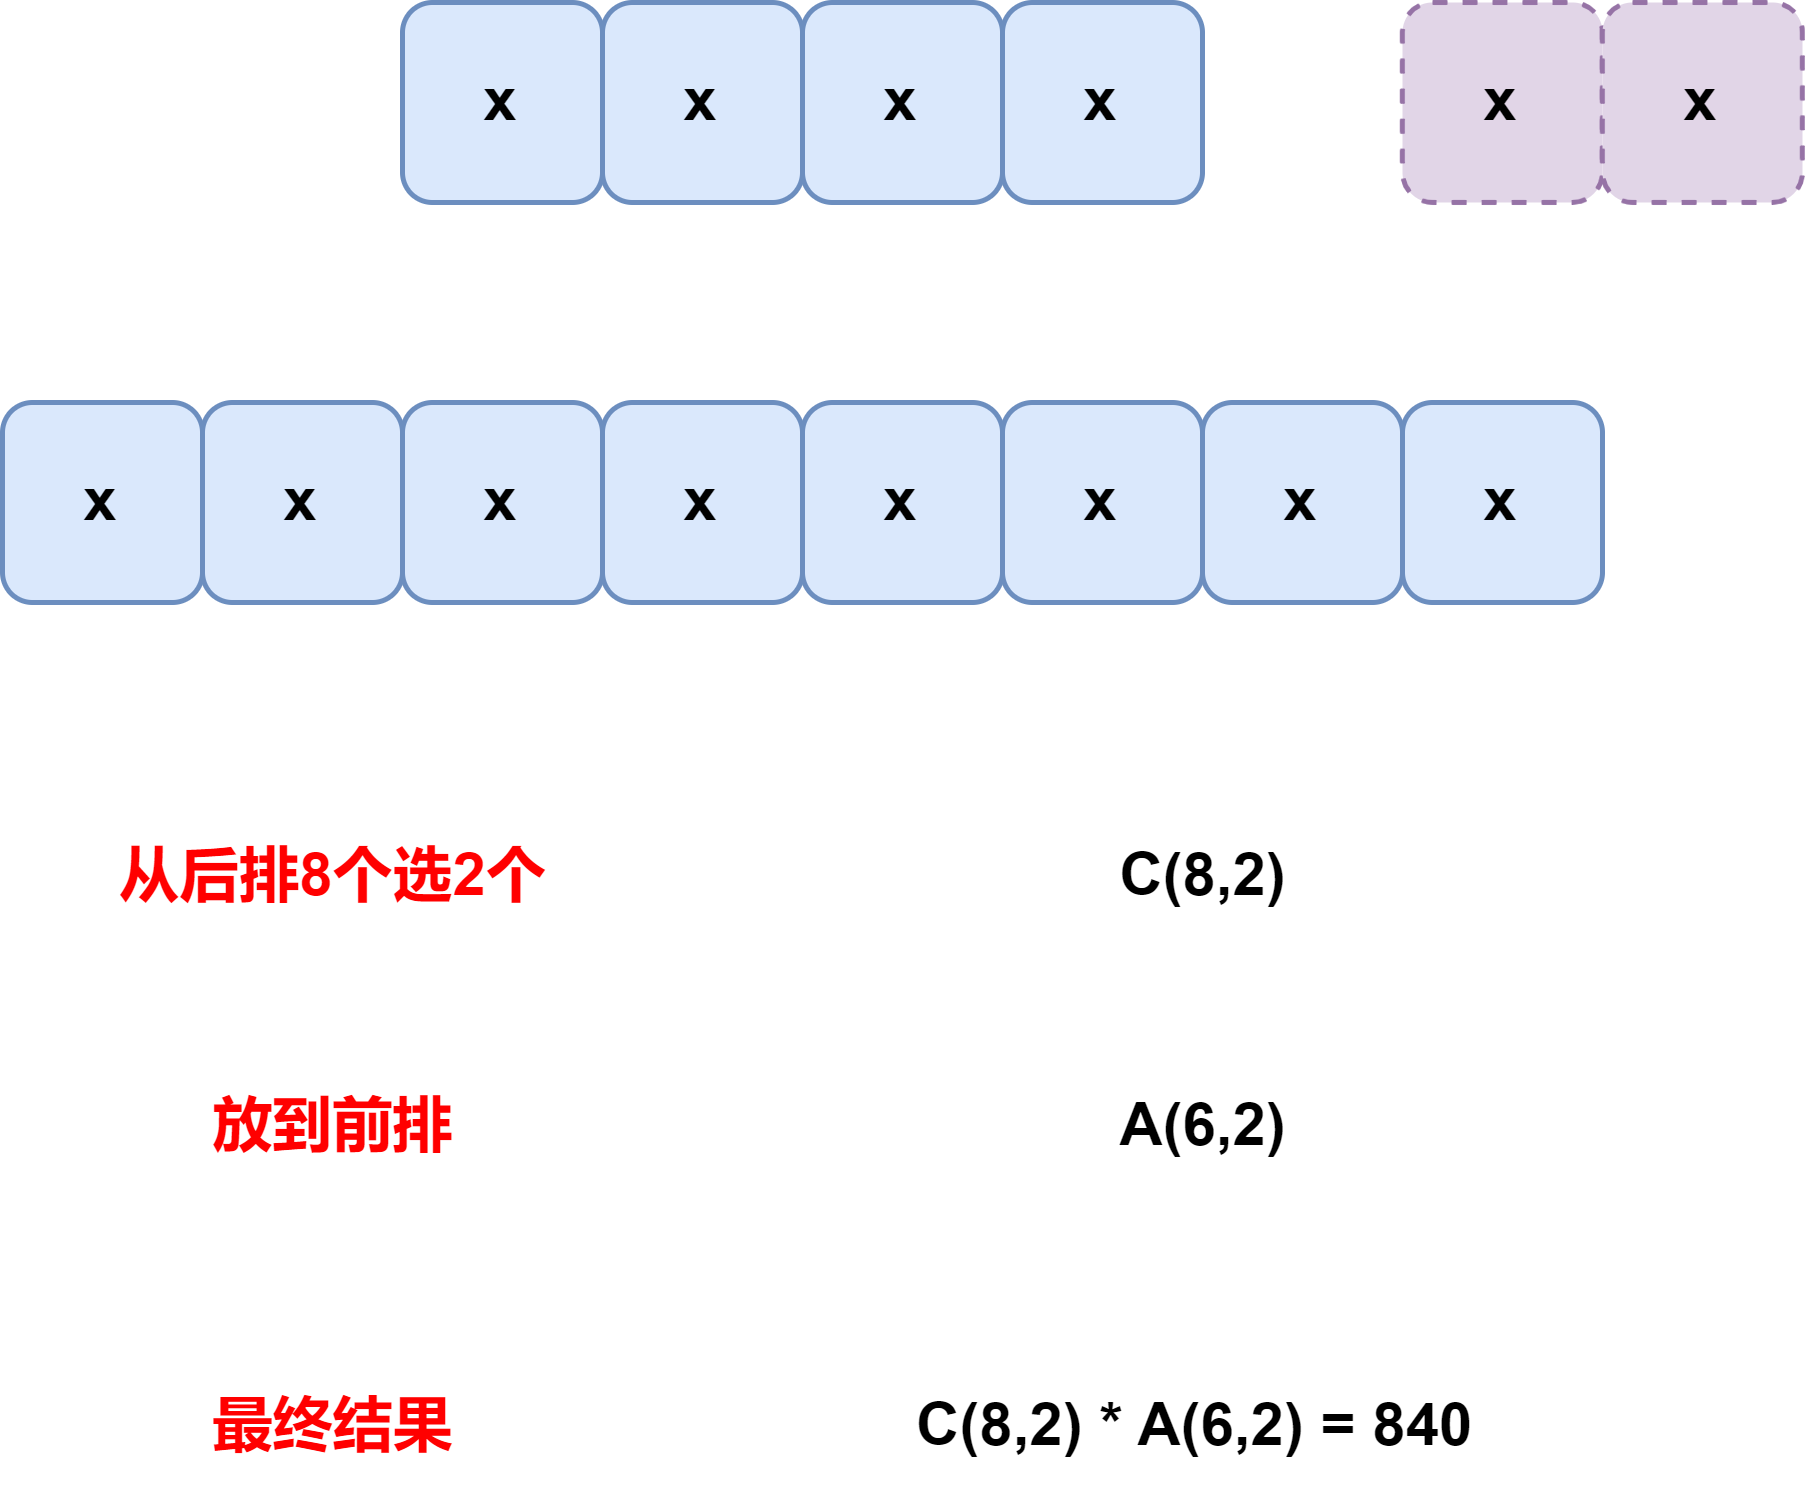 x x x x x x
x x x x x x x x
从后排8个选2个 C(8,2)
放到前排 A(6,2)
最终结果 C(8,2) * A(6,2) = 840